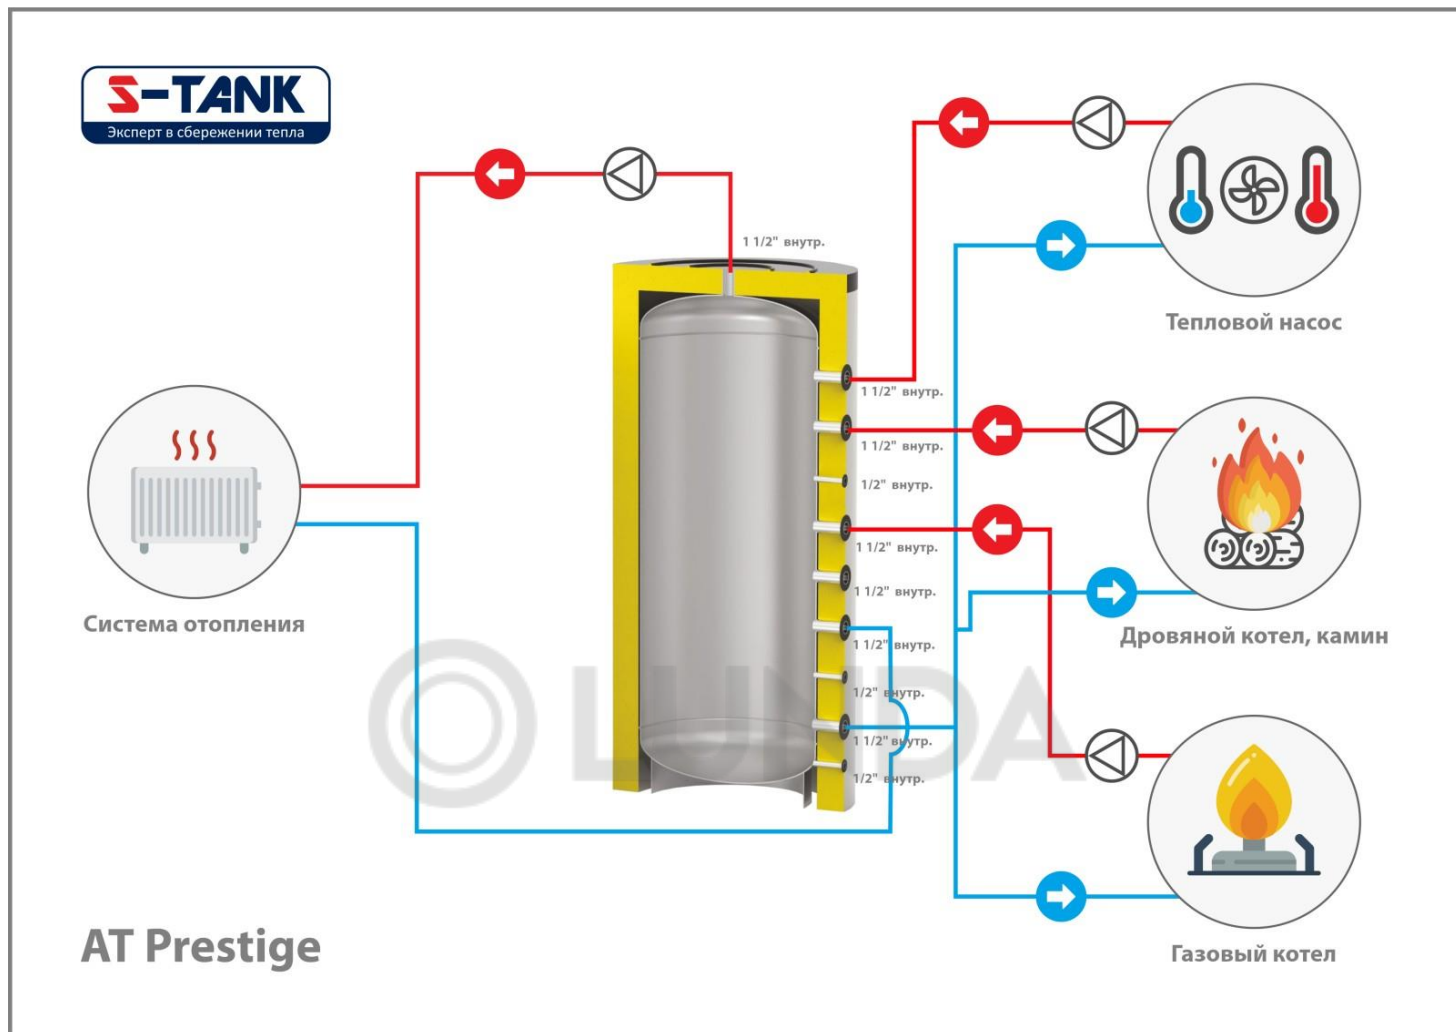 S-TANK
Эксперт в сбережении тепла
1 1/2" внутр.
Тепловой насос
1 1/2" внутр.
1 1/2" внутр.
1/2" внутр.
1 1/2" внутр.
1 1/2" внутр.
Система отопления
Дровяной котел, камин
1 1/2" внутр.
1/2" внутр.
LUNDA
1 1/2" внутр.
1/2" внутр.
AT Prestige
Газовый котел